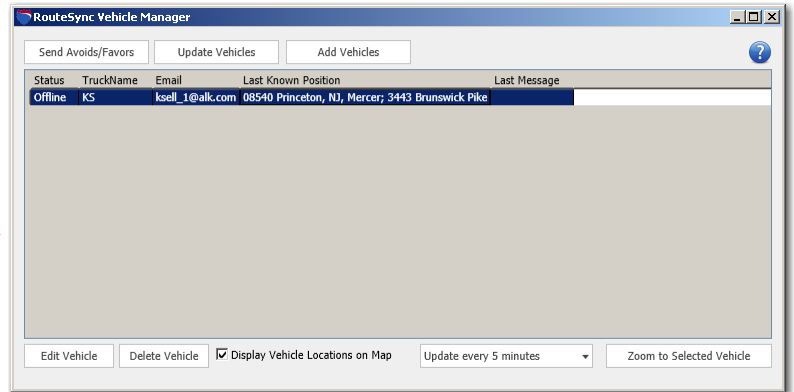 RouteSync Vehicle Manager
Send Avoids/Favors Update Vehicles Add Vehicles ?
Status TruckName Email Last Known Position Last Message
Offline KS ksell_1@alk.com 08540 Princeton, NJ, Mercer; 3443 Brunswick Pike
Edit Vehicle Delete Vehicle Display Vehicle Locations on Map Update every 5 minutes Zoom to Selected Vehicle